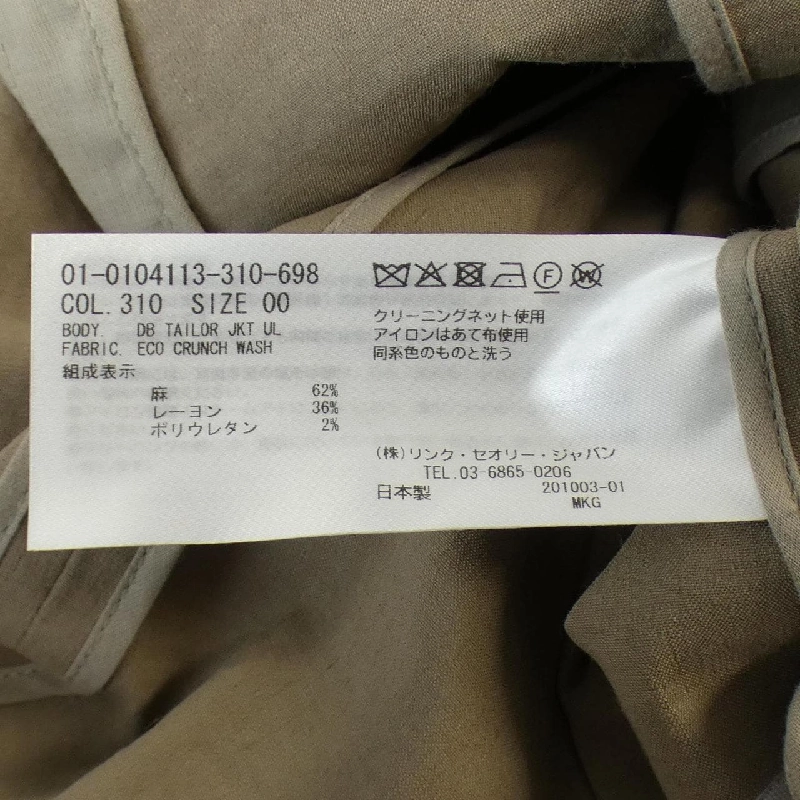 01-0104113-310-698
COL. 310 SIZE 00
BODY. DB TAILOR JKT UL
FABRIC. ECO CRUNCH WASH
組成表示
麻 62%
レーヨン 36%
ポリウレタン 2%
F
W
クリーニングネット使用
アイロンはあて布使用
同系色のものと洗う
(株)リンク・セオリー・ジャパン
TEL.03-6865-0206
日本製 201003-01
MKG